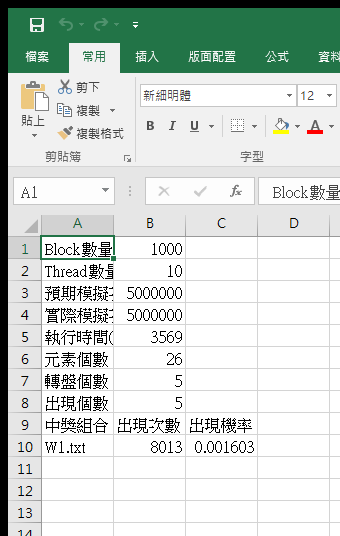 檔案 常用 插入 版面配置 公式
剪下
複製
貼上 複製格式
剪貼簿
新細明體 12
B I U A
字型
A1 fx Block數量
A B C D
1 Block數量 1000
2 Thread數量 10
3 預期模擬 5000000
4 實際模擬 5000000
5 執行時間( 3569
6 元素個數 26
7 轉盤個數 5
8 出現個數 5
9 中獎組合 出現次數 出現機率
10 W1.txt 8013 0.001603
11
12
13
14